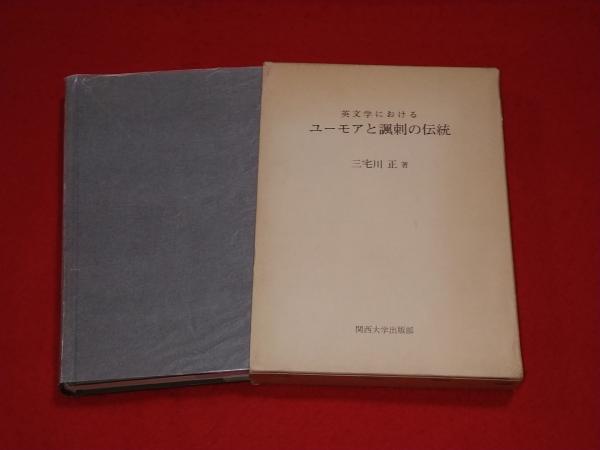 英文学における
ユーモアと諷刺の伝統
三宅川 正 著
関西大学出版部